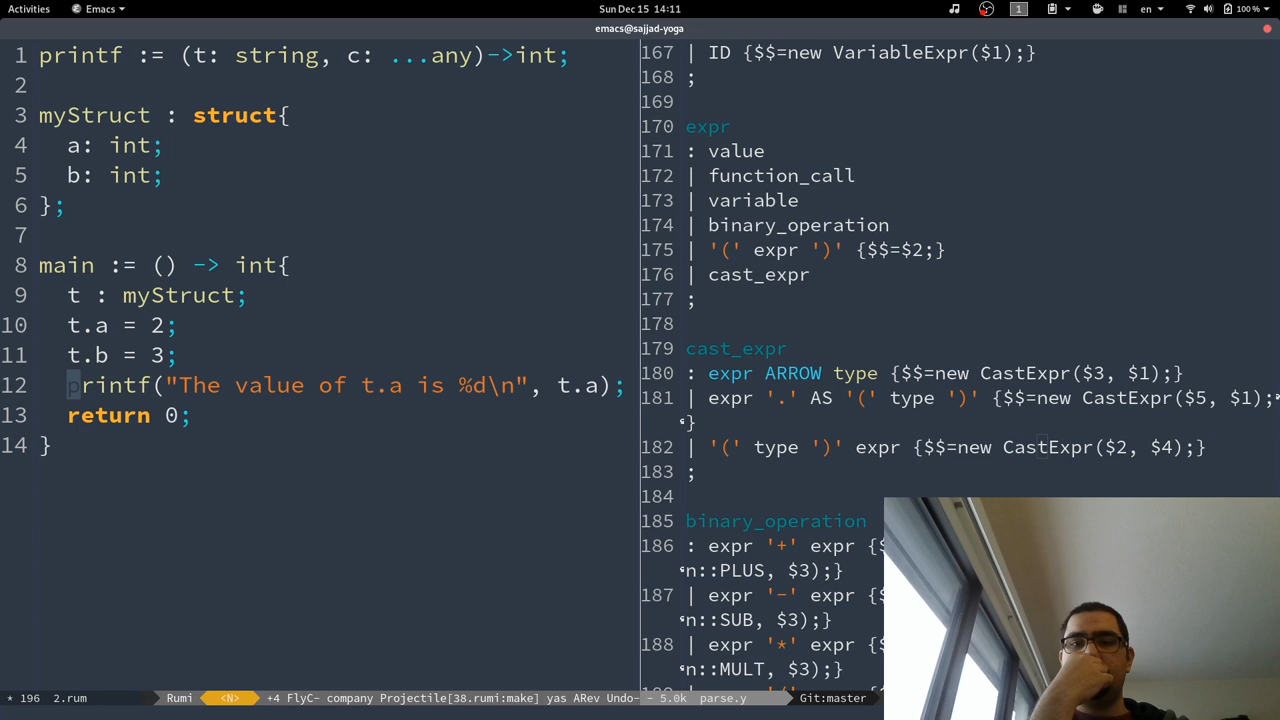 Activities Emacs Sun Dec 15 14:11 1 en 100 %
emacs@sajjad-yoga
1 printf := (t: string, c: ...any)->int;
2
3 myStruct : struct{
4 a: int;
5 b: int;
6 };
7
8 main := () -> int{
9 t : myStruct;
10 t.a = 2;
11 t.b = 3;
12 printf("The value of t.a is %d\n", t.a);
13 return 0;
14 }
167 | ID {$$=new VariableExpr($1);}
168 ;
169
170 expr
171 : value
172 | function_call
173 | variable
174 | binary_operation
175 | '(' expr ')' {$$=$2;}
176 | cast_expr
177 ;
178
179 cast_expr
180 : expr ARROW type {$$=new CastExpr($3, $1);}
181 | expr '.' AS '(' type ')' {$$=new CastExpr($5, $1);
}
182 | '(' type ')' expr {$$=new CastExpr($2, $4);}
183 ;
184
185 binary_operation
186 : expr '+' expr {
n::PLUS, $3);}
187 | expr '-' expr {
n::SUB, $3);}
188 | expr '*' expr {
n::MULT, $3);}
* 196 2.rum Rumi <N> +4 FlyC- company Projectile[38.rumi:make] yas ARev Undo- - 5.0k parse.y Git:master